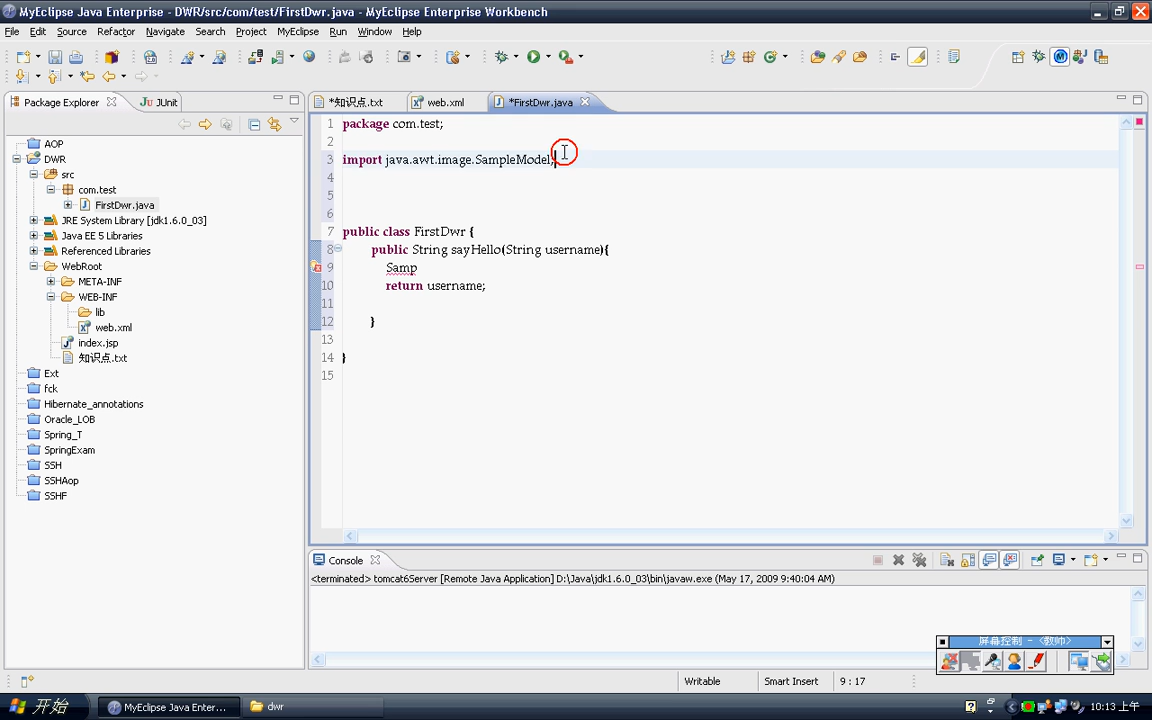 MyEclipse Java Enterprise - DWR/src/com/test/FirstDwr.java - MyEclipse Enterprise Workbench
File Edit Source Refactor Navigate Search Project MyEclipse Run Window Help
Package Explorer
JUnit
*知识点.txt
web.xml
*FirstDwr.java
AOP
DWR
src
com.test
FirstDwr.java
JRE System Library [jdk1.6.0_03]
Java EE 5 Libraries
Referenced Libraries
WebRoot
META-INF
WEB-INF
lib
web.xml
index.jsp
知识点.txt
Ext
fck
Hibernate_annotations
Oracle_LOB
Spring_T
SpringExam
SSH
SSHAop
SSHF
1 package com.test;
2
3 import java.awt.image.SampleModel;
4
5
6
7 public class FirstDwr {
8 public String sayHello(String username){
9 Samp
10 return username;
11
12 }
13
14 }
15
Console
<terminated> tomcat6Server [Remote Java Application] D:\Java\jdk1.6.0_03\bin\javaw.exe (May 17, 2009 9:40:04 AM)
屏幕控制 - <教帅>
Writable
Smart Insert
9 : 17
开始
MyEclipse Java Enter...
dwr
10:13 上午